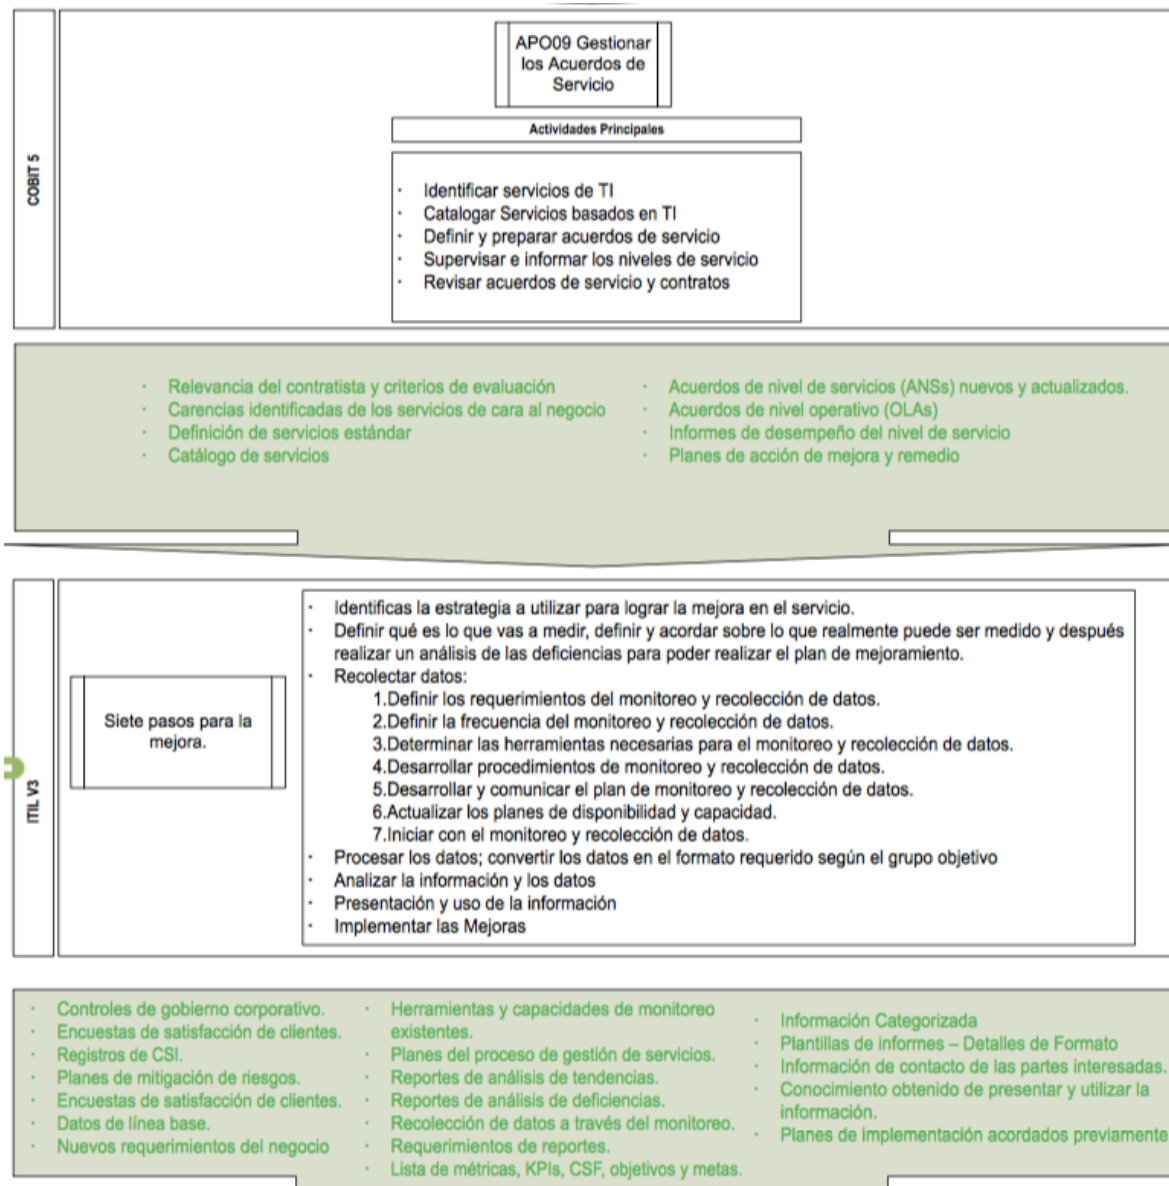 COBIT 5
APO09 Gestionar
los Acuerdos de
Servicio
Actividades Principales
· Identificar servicios de TI
· Catalogar Servicios basados en TI
· Definir y preparar acuerdos de servicio
· Supervisar e informar los niveles de servicio
· Revisar acuerdos de servicio y contratos
· Relevancia del contratista y criterios de evaluación
· Carencias identificadas de los servicios de cara al negocio
· Definición de servicios estándar
· Catálogo de servicios
· Acuerdos de nivel de servicios (ANSs) nuevos y actualizados.
· Acuerdos de nivel operativo (OLAs)
· Informes de desempeño del nivel de servicio
· Planes de acción de mejora y remedio
ITIL V3
Siete pasos para la
mejora.
· Identificas la estrategia a utilizar para lograr la mejora en el servicio.
· Definir qué es lo que vas a medir, definir y acordar sobre lo que realmente puede ser medido y después
realizar un análisis de las deficiencias para poder realizar el plan de mejoramiento.
· Recolectar datos:
1.Definir los requerimientos del monitoreo y recolección de datos.
2.Definir la frecuencia del monitoreo y recolección de datos.
3.Determinar las herramientas necesarias para el monitoreo y recolección de datos.
4.Desarrollar procedimientos de monitoreo y recolección de datos.
5.Desarrollar y comunicar el plan de monitoreo y recolección de datos.
6.Actualizar los planes de disponibilidad y capacidad.
7.Iniciar con el monitoreo y recolección de datos.
· Procesar los datos; convertir los datos en el formato requerido según el grupo objetivo
· Analizar la información y los datos
· Presentación y uso de la información
· Implementar las Mejoras
· Controles de gobierno corporativo.
· Encuestas de satisfacción de clientes.
· Registros de CSI.
· Planes de mitigación de riesgos.
· Encuestas de satisfacción de clientes.
· Datos de línea base.
· Nuevos requerimientos del negocio
· Herramientas y capacidades de monitoreo
existentes.
· Planes del proceso de gestión de servicios.
· Reportes de análisis de tendencias.
· Reportes de análisis de deficiencias.
· Recolección de datos a través del monitoreo.
· Requerimientos de reportes.
· Lista de métricas, KPIs, CSF, objetivos y metas.
· Información Categorizada
· Plantillas de informes – Detalles de Formato
· Información de contacto de las partes interesadas.
· Conocimiento obtenido de presentar y utilizar la
información.
· Planes de implementación acordados previamente